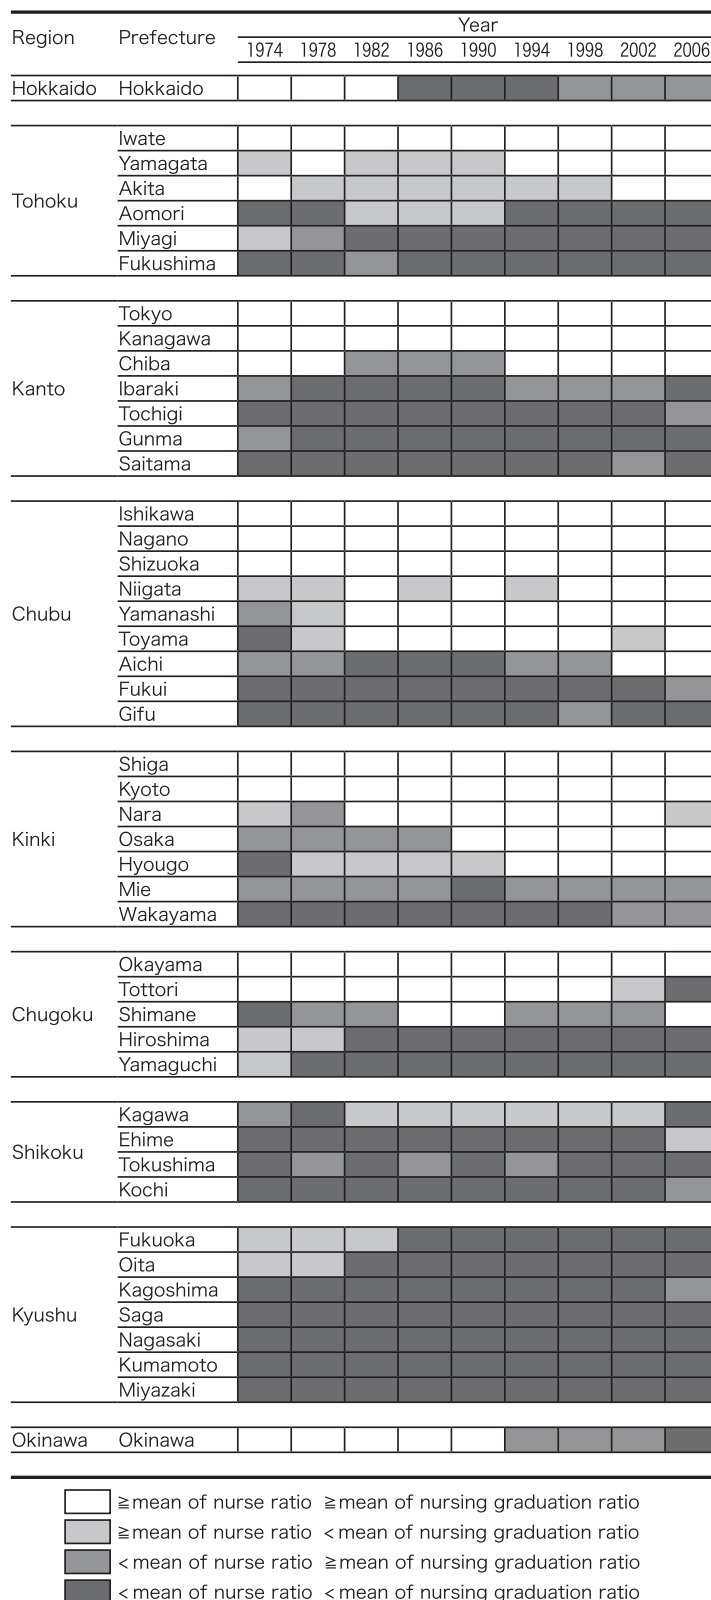 Region Prefecture Year
1974 1978 1982 1986 1990 1994 1998 2002 2006
Hokkaido Hokkaido
Tohoku
Iwate
Yamagata
Akita
Aomori
Miyagi
Fukushima
Kanto
Tokyo
Kanagawa
Chiba
Ibaraki
Tochigi
Gunma
Saitama
Chubu
Ishikawa
Nagano
Shizuoka
Niigata
Yamanashi
Toyama
Aichi
Fukui
Gifu
Kinki
Shiga
Kyoto
Nara
Osaka
Hyougo
Mie
Wakayama
Chugoku
Okayama
Tottori
Shimane
Hiroshima
Yamaguchi
Shikoku
Kagawa
Ehime
Tokushima
Kochi
Kyushu
Fukuoka
Oita
Kagoshima
Saga
Nagasaki
Kumamoto
Miyazaki
Okinawa Okinawa
≧mean of nurse ratio ≧mean of nursing graduation ratio
≧mean of nurse ratio <mean of nursing graduation ratio
<mean of nurse ratio ≧mean of nursing graduation ratio
<mean of nurse ratio <mean of nursing graduation ratio